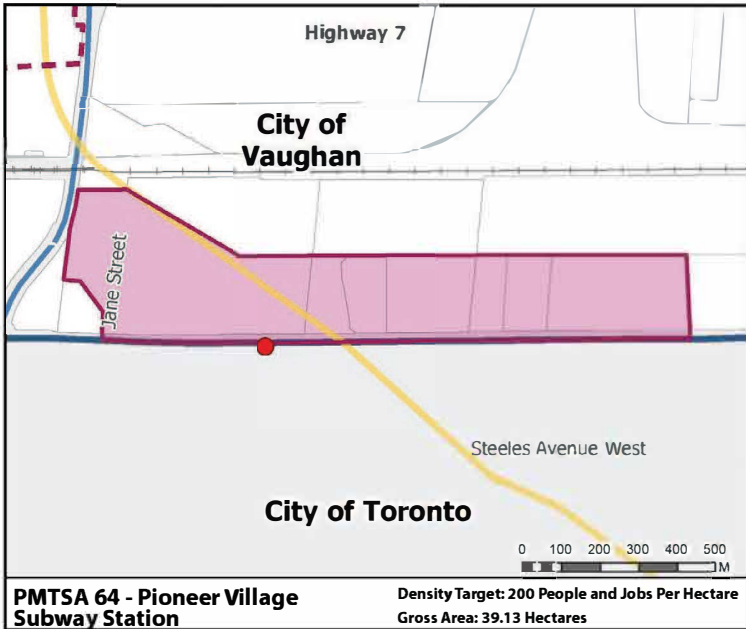 Highway 7
City of
Vaughan
Jane Street
Steeles Avenue West
City of Toronto
0 100 200 300 400 500
M
PMTSA 64 - Pioneer Village
Subway Station
Density Target: 200 People and Jobs Per Hectare
Gross Area: 39.13 Hectares